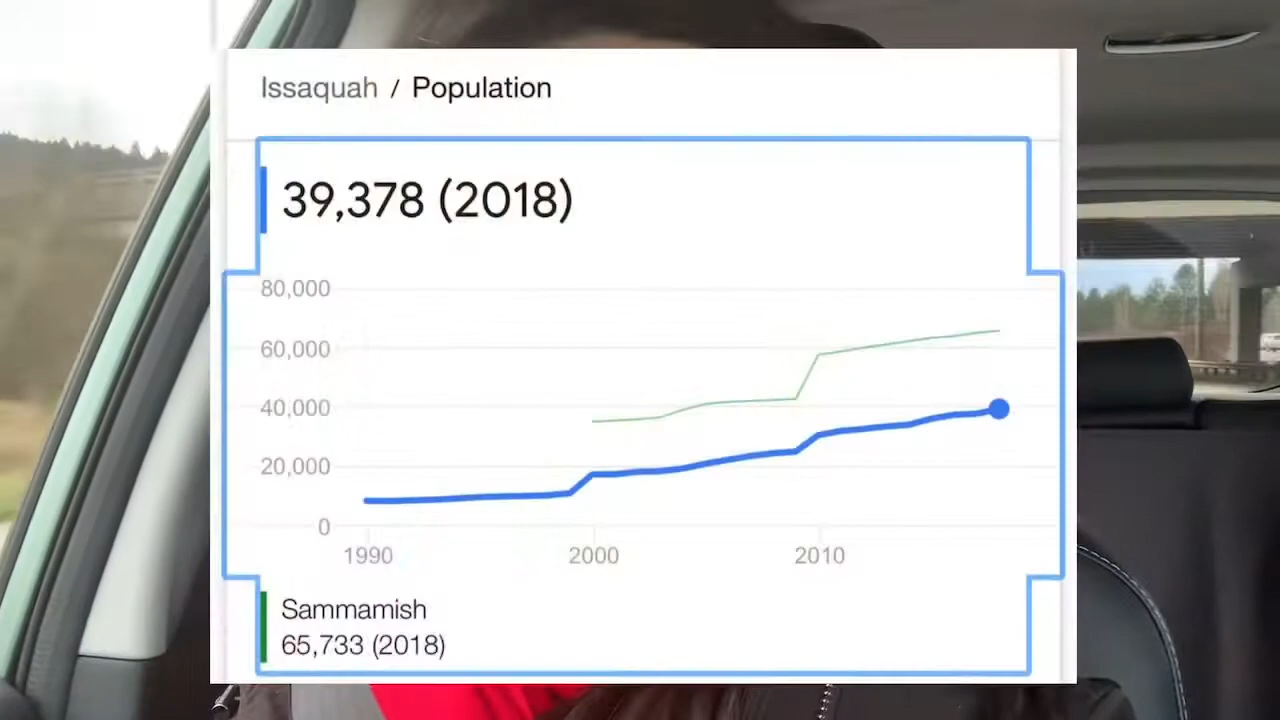 Issaquah / Population
39,378 (2018)
80,000
60,000
40,000
20,000
0
1990 2000 2010
Sammamish
65,733 (2018)